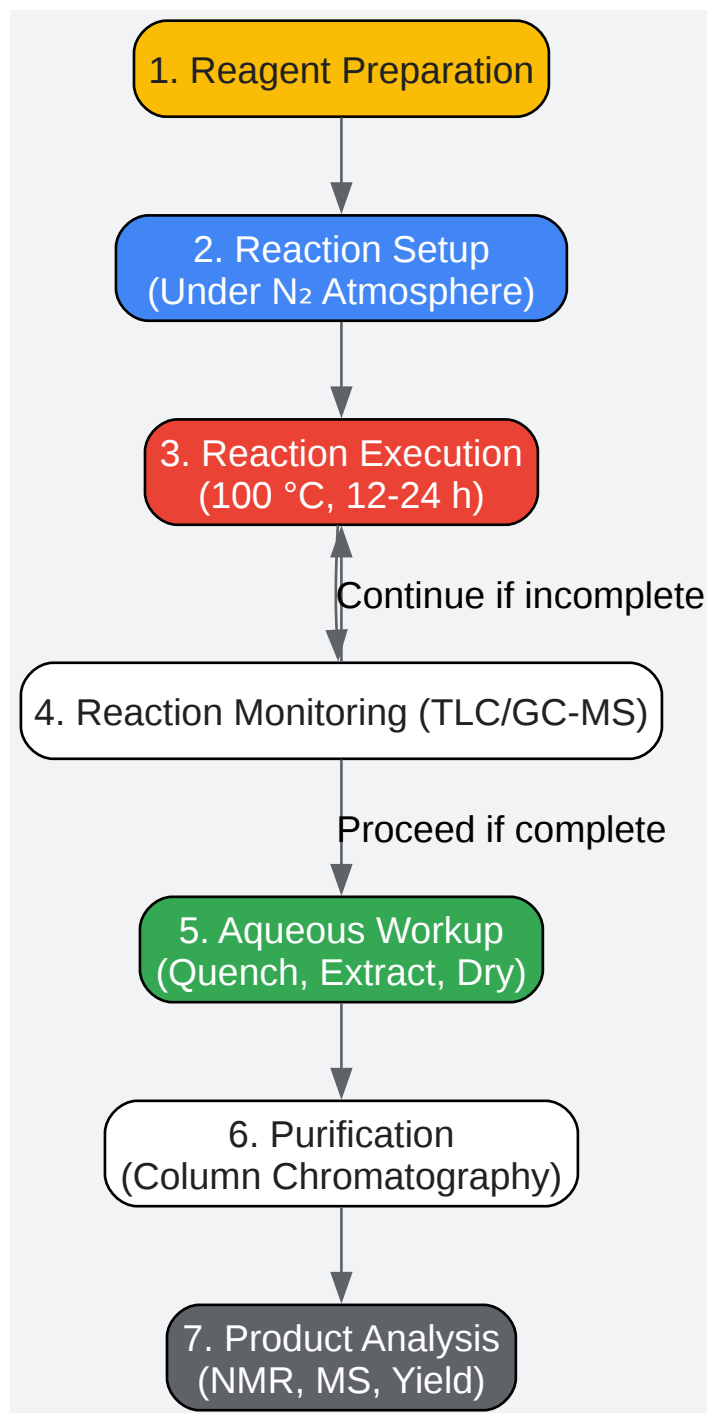 1. Reagent Preparation
2. Reaction Setup
(Under N₂ Atmosphere)
3. Reaction Execution
(100 °C, 12-24 h)
Continue if incomplete
4. Reaction Monitoring (TLC/GC-MS)
Proceed if complete
5. Aqueous Workup
(Quench, Extract, Dry)
6. Purification
(Column Chromatography)
7. Product Analysis
(NMR, MS, Yield)